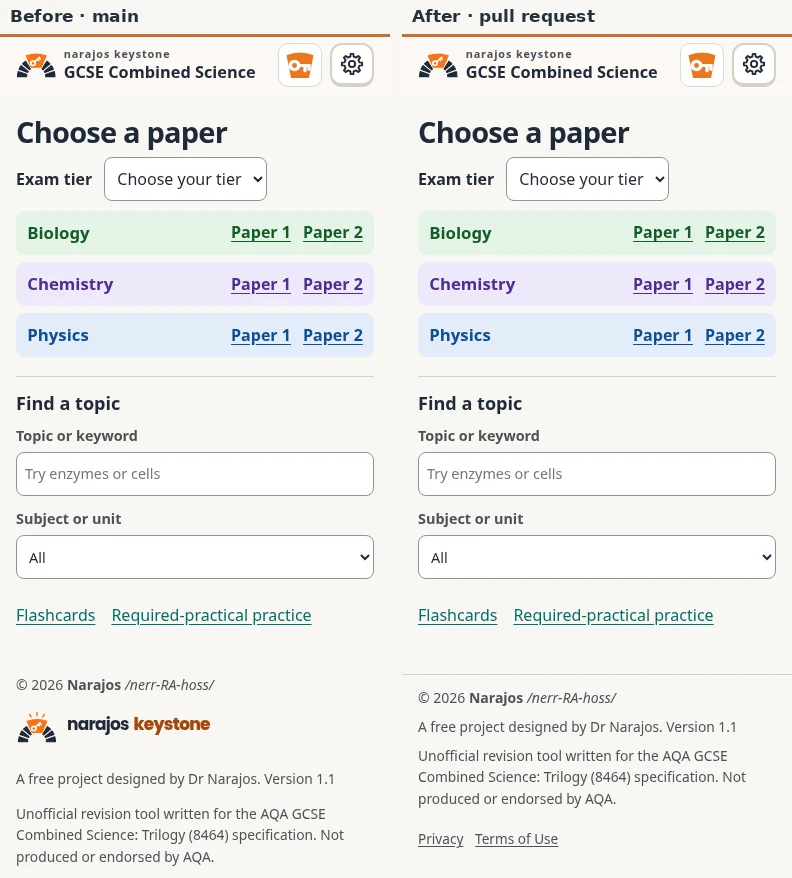 Before · main
narajos keystone
GCSE Combined Science
Choose a paper
Exam tier Choose your tier
Biology Paper 1 Paper 2
Chemistry Paper 1 Paper 2
Physics Paper 1 Paper 2
Find a topic
Topic or keyword
Try enzymes or cells
Subject or unit
All
Flashcards Required-practical practice
© 2026 Narajos /nerr-RA-hoss/
narajos keystone
A free project designed by Dr Narajos. Version 1.1
Unofficial revision tool written for the AQA GCSE
Combined Science: Trilogy (8464) specification. Not
produced or endorsed by AQA.
After · pull request
narajos keystone
GCSE Combined Science
Choose a paper
Exam tier Choose your tier
Biology Paper 1 Paper 2
Chemistry Paper 1 Paper 2
Physics Paper 1 Paper 2
Find a topic
Topic or keyword
Try enzymes or cells
Subject or unit
All
Flashcards Required-practical practice
© 2026 Narajos /nerr-RA-hoss/
A free project designed by Dr Narajos. Version 1.1
Unofficial revision tool written for the AQA GCSE
Combined Science: Trilogy (8464) specification. Not
produced or endorsed by AQA.
Privacy Terms of Use